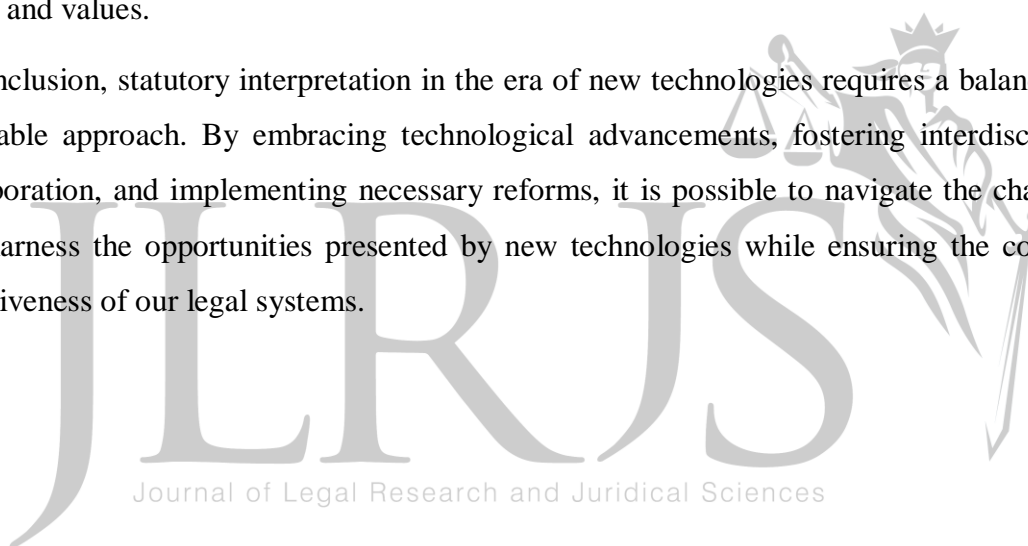 and values.
nclusion, statutory interpretation in the era of new technologies requires a balan
able approach. By embracing technological advancements, fostering interdisc
oration, and implementing necessary reforms, it is possible to navigate the cha
arness the opportunities presented by new technologies while ensuring the co
iveness of our legal systems.
JLRJS
Journal of Legal Research and Juridical Sciences